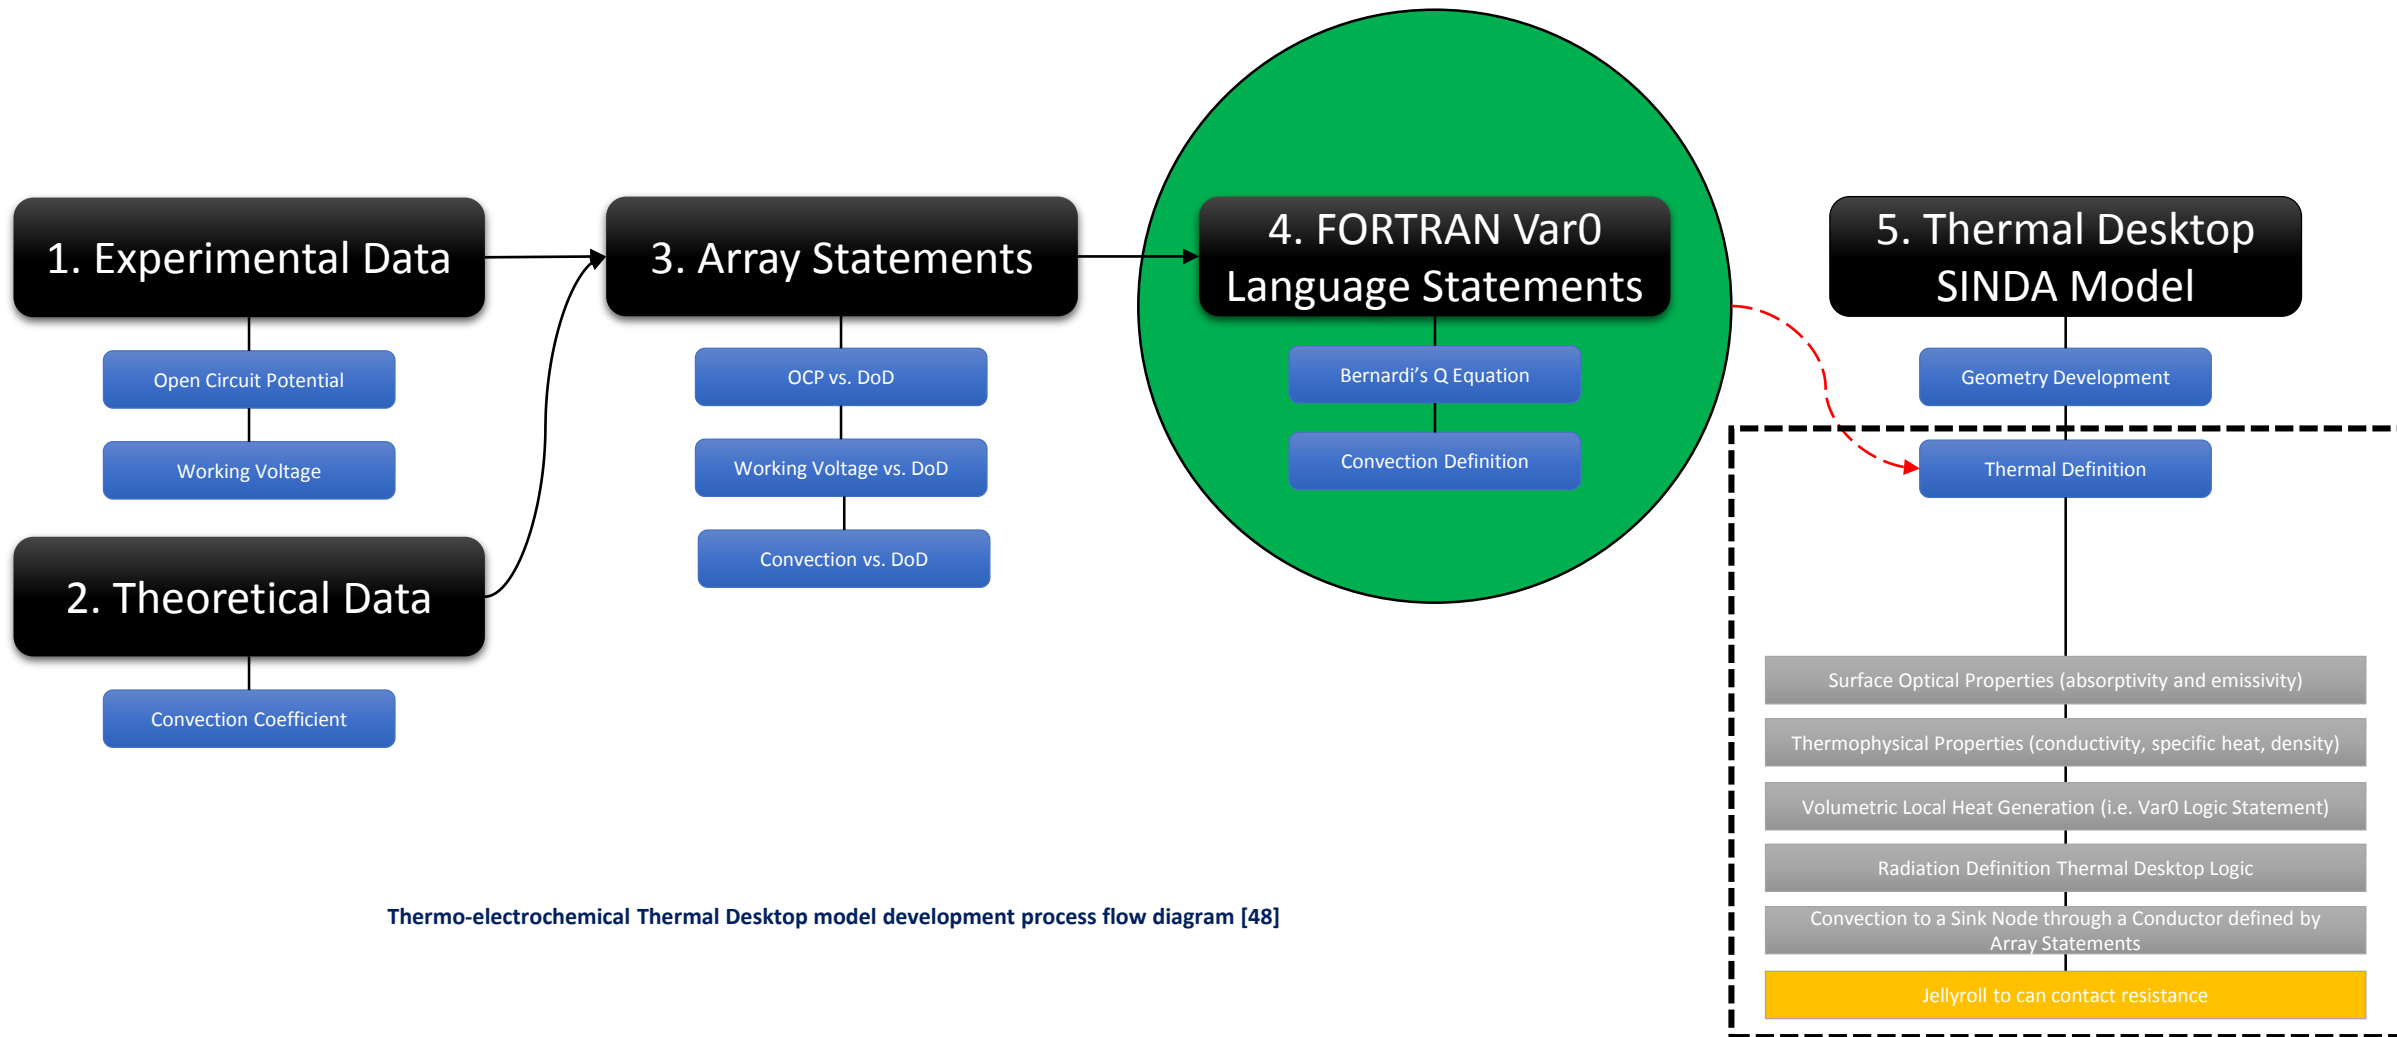 1. Experimental Data
Open Circuit Potential
Working Voltage
2. Theoretical Data
Convection Coefficient
3. Array Statements
OCP vs. DoD
Working Voltage vs. DoD
Convection vs. DoD
4. FORTRAN Var0
Language Statements
Bernardi’s Q Equation
Convection Definition
5. Thermal Desktop
SINDA Model
Geometry Development
Thermal Definition
Surface Optical Properties (absorptivity and emissivity)
Thermophysical Properties (conductivity, specific heat, density)
Volumetric Local Heat Generation (i.e. Var0 Logic Statement)
Radiation Definition Thermal Desktop Logic
Convection to a Sink Node through a Conductor defined by
Array Statements
Jellyroll to can contact resistance
Thermo-electrochemical Thermal Desktop model development process flow diagram [48]